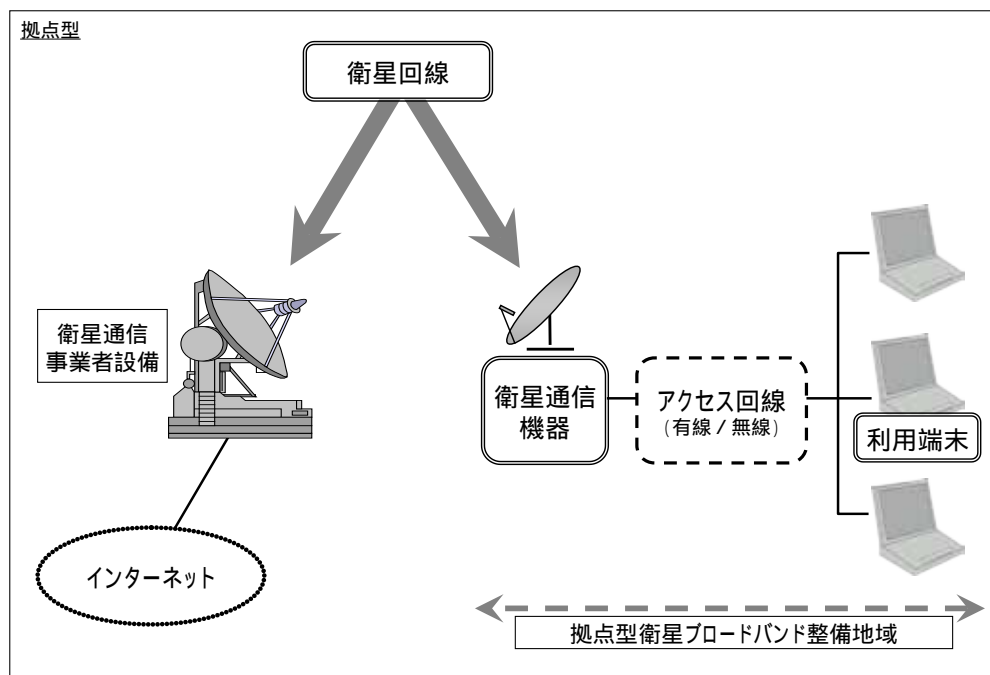 拠点型
衛星回線
衛星通信
事業者設備
衛星通信
機器
アクセス回線
（有線 / 無線）
利用端末
インターネット
拠点型衛星ブロードバンド整備地域